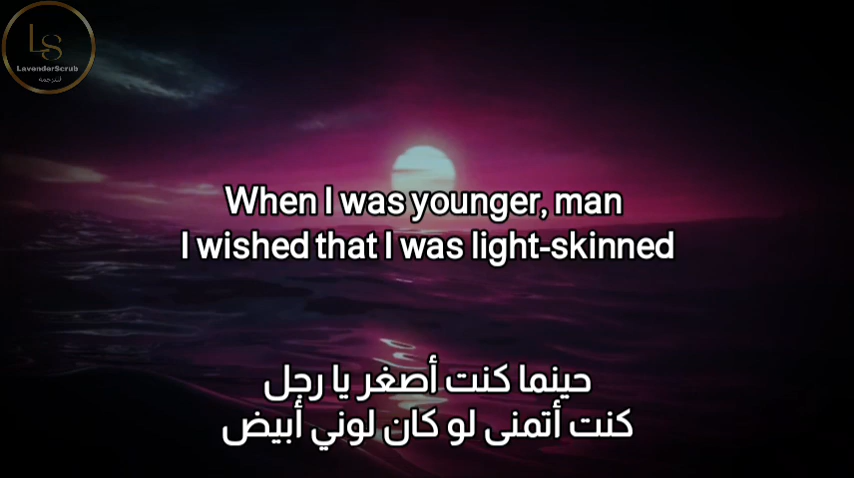 LS
LavenderScrub
للترجمة
When I was younger, man
I wished that I was light-skinned
حينما كنت أصغر يا رجل
كنت أتمنى لو كان لوني أبيض